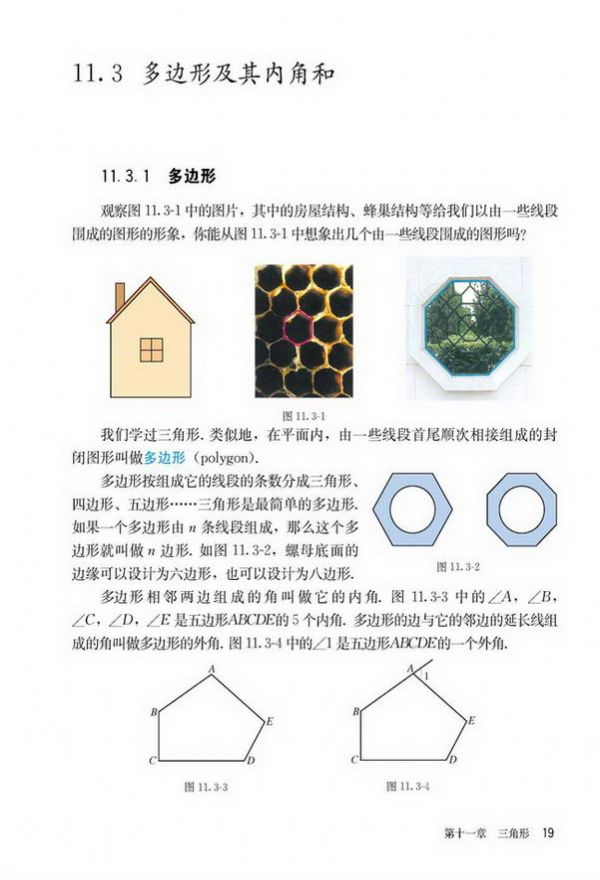 11.3 多边形及其内角和
11.3.1 多边形
观察图 11.3-1 中的图片，其中的房屋结构、蜂巢结构等给我们以由一些线段
围成的图形的形象，你能从图 11.3-1 中想象出几个由一些线段围成的图形吗？
图 11.3-1
我们学过三角形. 类似地，在平面内，由一些线段首尾顺次相接组成的封
闭图形叫做多边形（polygon）.
多边形按组成它的线段的条数分成三角形、
四边形、五边形……三角形是最简单的多边形.
如果一个多边形由 n 条线段组成，那么这个多
边形就叫做 n 边形. 如图 11.3-2，螺母底面的
边缘可以设计为六边形，也可以设计为八边形.
图 11.3-2
多边形相邻两边组成的角叫做它的内角. 图 11.3-3 中的∠A，∠B，
∠C，∠D，∠E 是五边形ABCDE的 5 个内角. 多边形的边与它的邻边的延长线组
成的角叫做多边形的外角. 图 11.3-4 中的∠1 是五边形ABCDE的一个外角.
A
B
E
C
D
图 11.3-3
A
1
B
E
C
D
图 11.3-4
第十一章 三角形 19